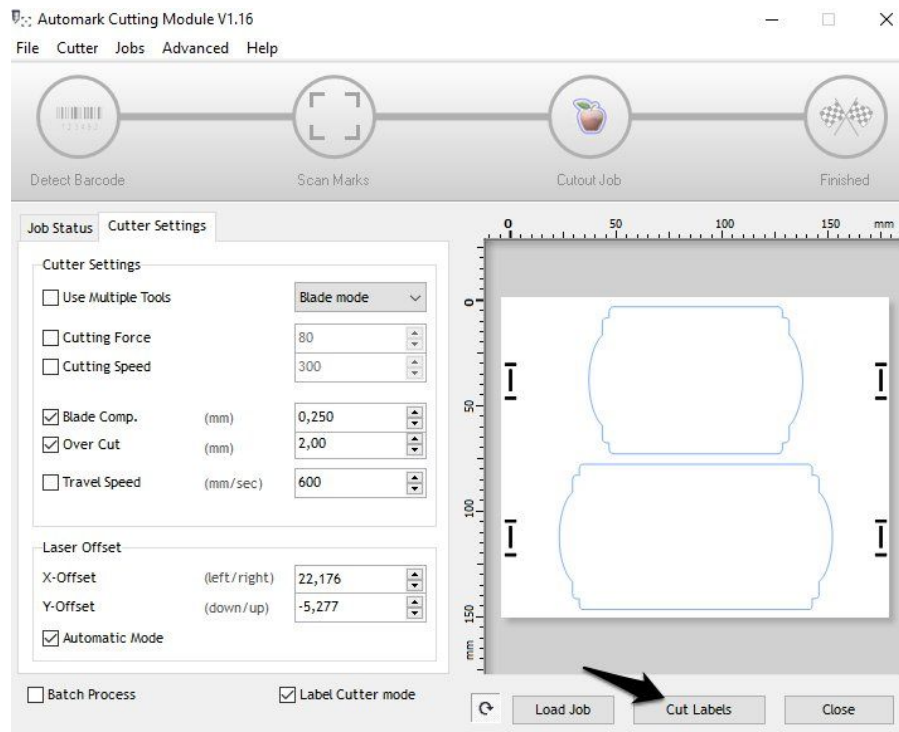 Automark Cutting Module V1.16
File Cutter Jobs Advanced Help
Detect Barcode Scan Marks Cutout Job Finished
Job Status Cutter Settings
Cutter Settings
Use Multiple Tools Blade mode
Cutting Force 80
Cutting Speed 300
Blade Comp. (mm) 0,250
Over Cut (mm) 2,00
Travel Speed (mm/sec) 600
Laser Offset
X-Offset (left/right) 22,176
Y-Offset (down/up) -5,277
Automatic Mode
Batch Process Label Cutter mode
0 50 100 150 mm
0
50
100
150
mm
Load Job Cut Labels Close